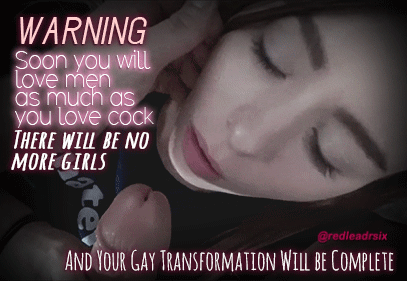 WARNING
Soon you will
love men
as much as
you love cock
THERE WILL BE NO
MORE GIRLS
@redleadrsix
AND YOUR GAY TRANSFORMATION WILL BE COMPLETE